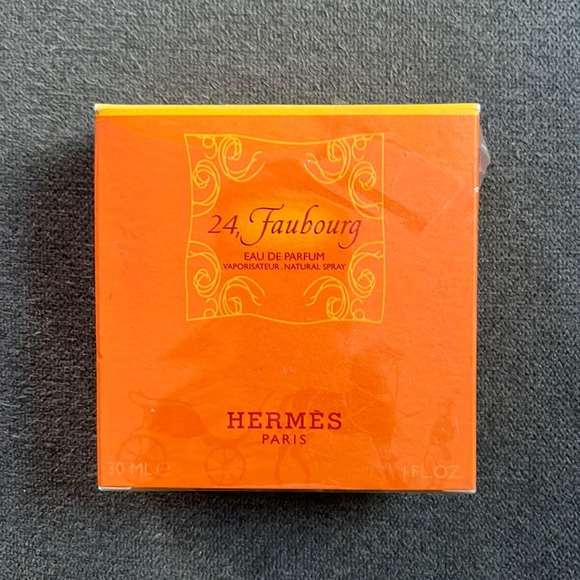 24, Faubourg
EAU DE PARFUM
VAPORISATEUR. NATURAL SPRAY
HERMÈS
PARIS
30 ML ℮ 1 FL.OZ